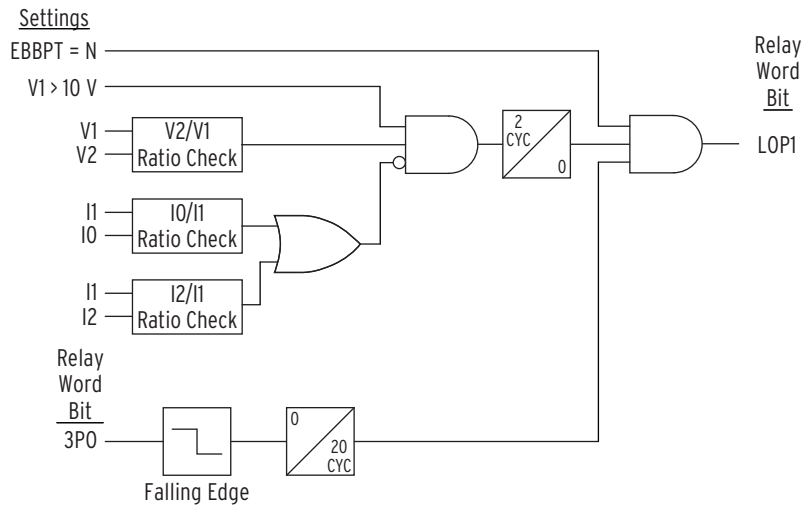 Settings
EBBPT = N
V1 > 10 V
V1
V2
V2/V1
Ratio Check
I1
I0
I0/I1
Ratio Check
I1
I2
I2/I1
Ratio Check
2
CYC
0
Relay
Word
Bit
LOP1
Relay
Word
Bit
3PO
Falling Edge
0
20
CYC